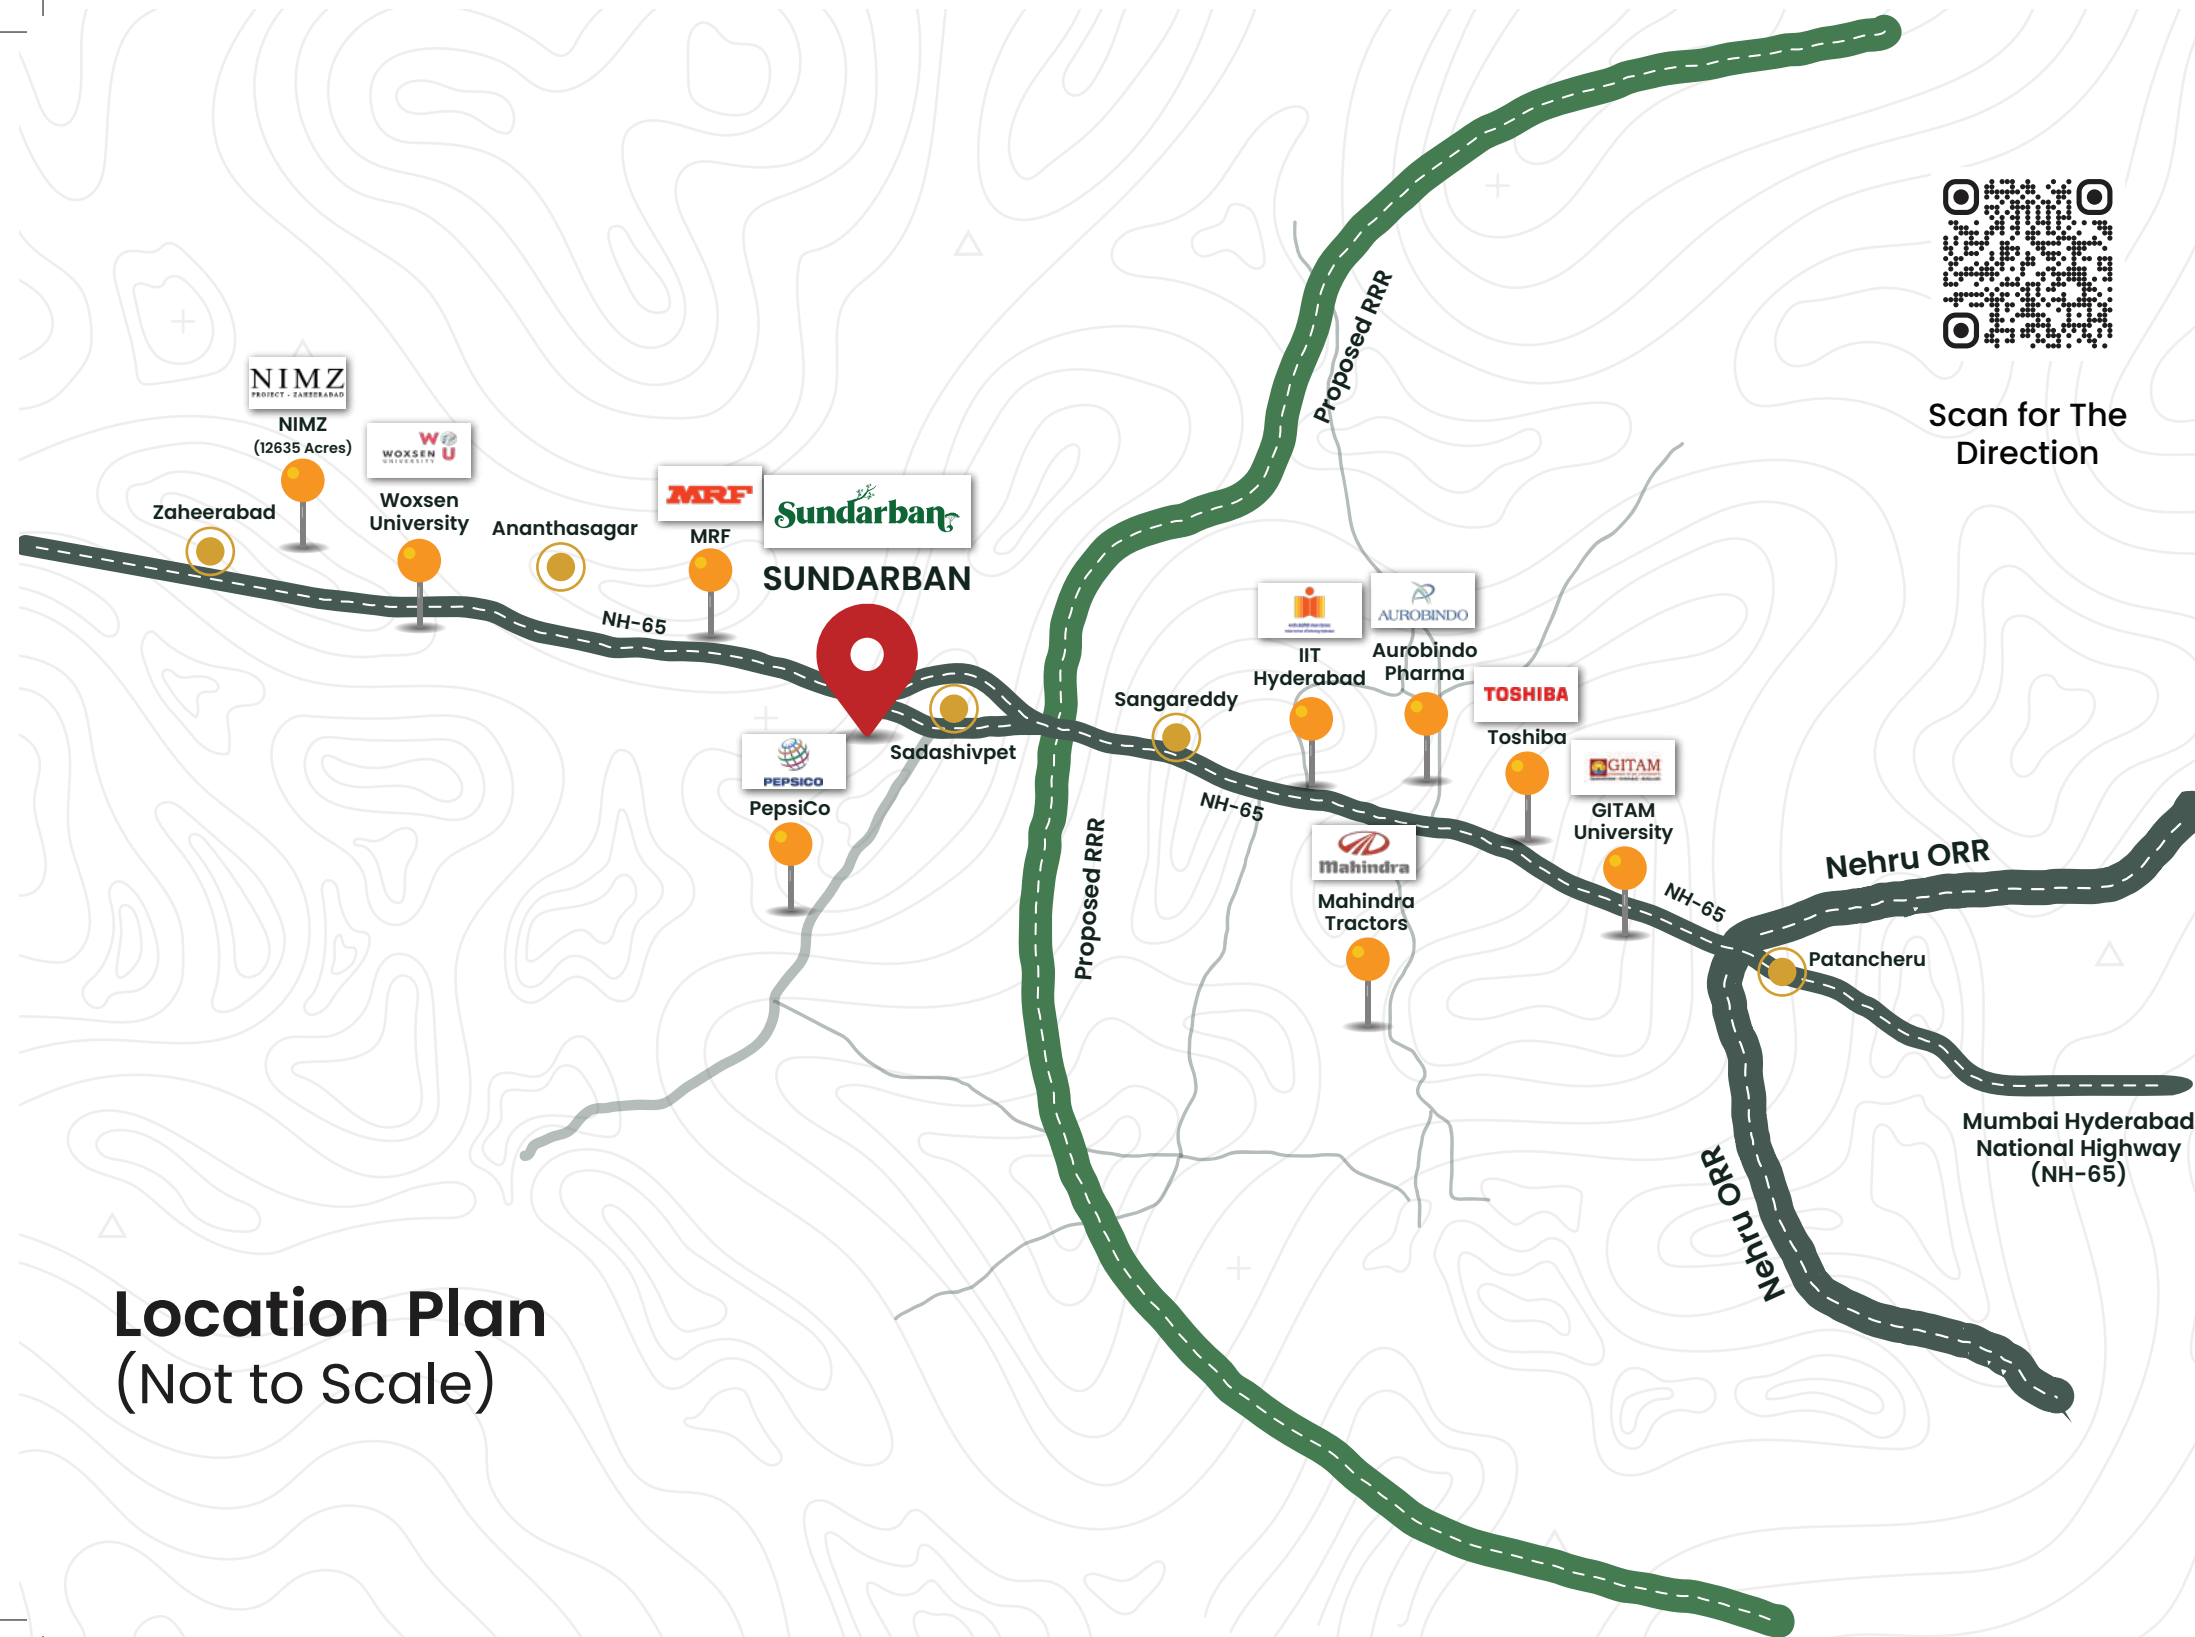 NIMZ
PROJECT - ZAHEERABAD
NIMZ
(12635 Acres)
WOXSEN
UNIVERSITY
W
U
Woxsen
University
Zaheerabad
Ananthasagar
MRF
MRF
Sundarban
SUNDARBAN
NH-65
PEPSICO
PepsiCo
Sadashivpet
Proposed RRR
Proposed RRR
Sangareddy
NH-65
IIT
Hyderabad
AUROBINDO
Aurobindo
Pharma
TOSHIBA
Toshiba
GITAM
GITAM
University
Mahindra
Mahindra
Tractors
NH-65
Nehru ORR
Patancheru
Nehru ORR
Mumbai Hyderabad
National Highway
(NH-65)
Scan for The
Direction
Location Plan
(Not to Scale)